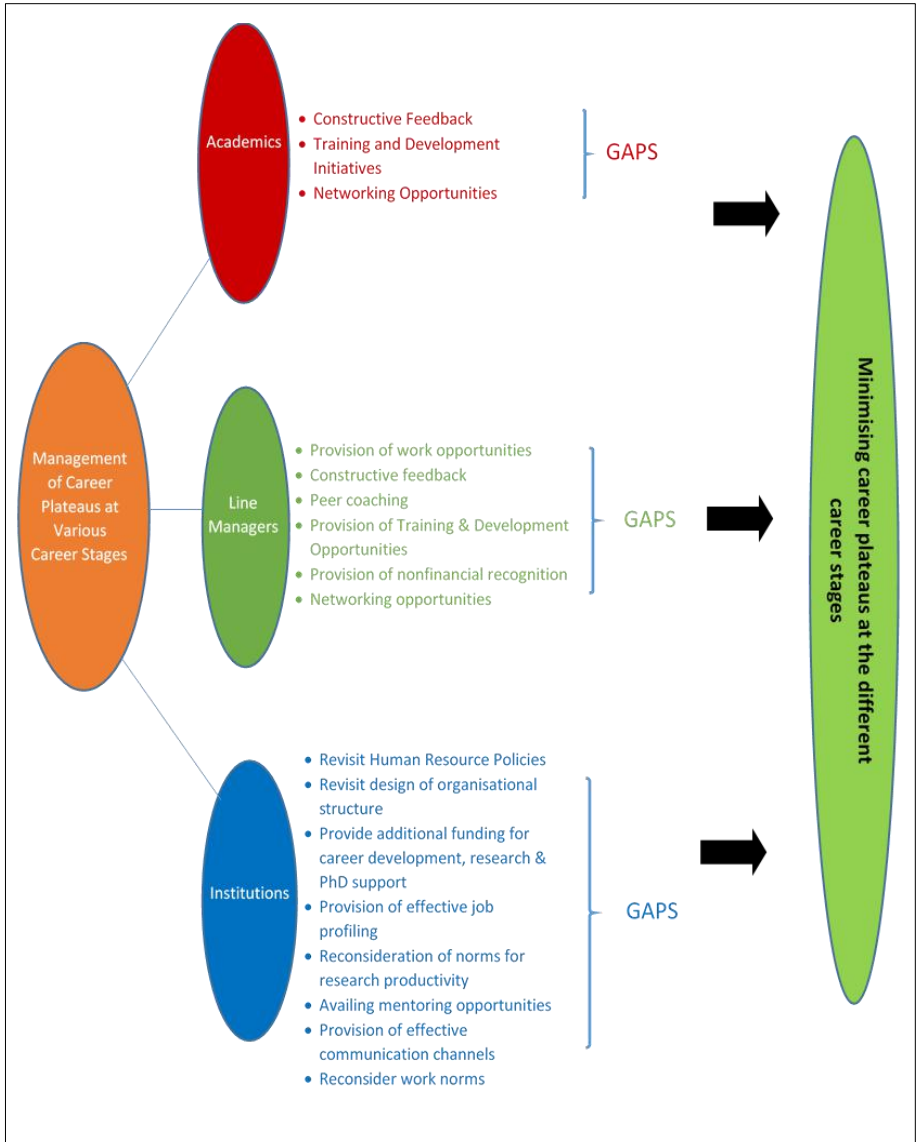 Academics
• Constructive Feedback
• Training and Development
Initiatives
• Networking Opportunities
GAPS
Management
of Career
Plateaus at
Various
Career Stages
Line
Managers
• Provision of work opportunities
• Constructive feedback
• Peer coaching
• Provision of Training & Development
Opportunities
• Provision of nonfinancial recognition
• Networking opportunities
GAPS
Institutions
• Revisit Human Resource Policies
• Revisit design of organisational
structure
• Provide additional funding for
career development, research &
PhD support
• Provision of effective job
profiling
• Reconsideration of norms for
research productivity
• Availing mentoring opportunities
• Provision of effective
communication channels
• Reconsider work norms
GAPS
Minimising career plateaus at the different
career stages